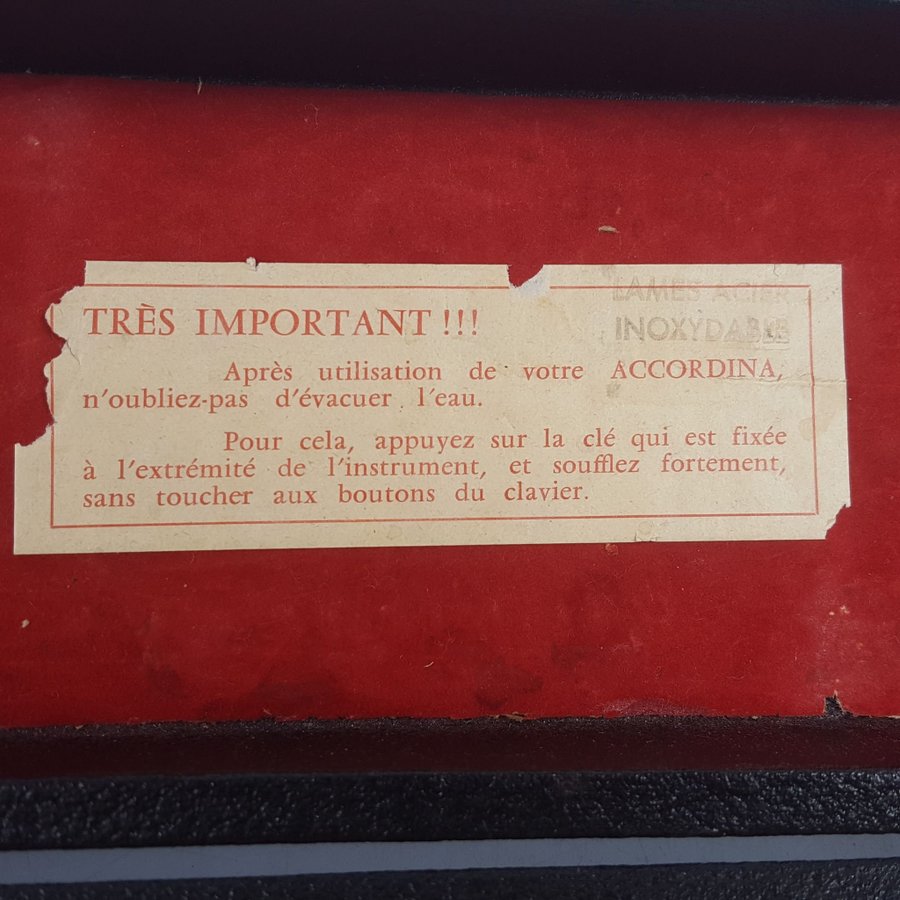 LAMES ACIER
INOXYDABLE
TRÈS IMPORTANT !!!
Après utilisation de votre ACCORDINA,
n'oubliez-pas d'évacuer l'eau.
Pour cela, appuyez sur la clé qui est fixée
à l'extrémité de l'instrument, et soufflez fortement,
sans toucher aux boutons du clavier.